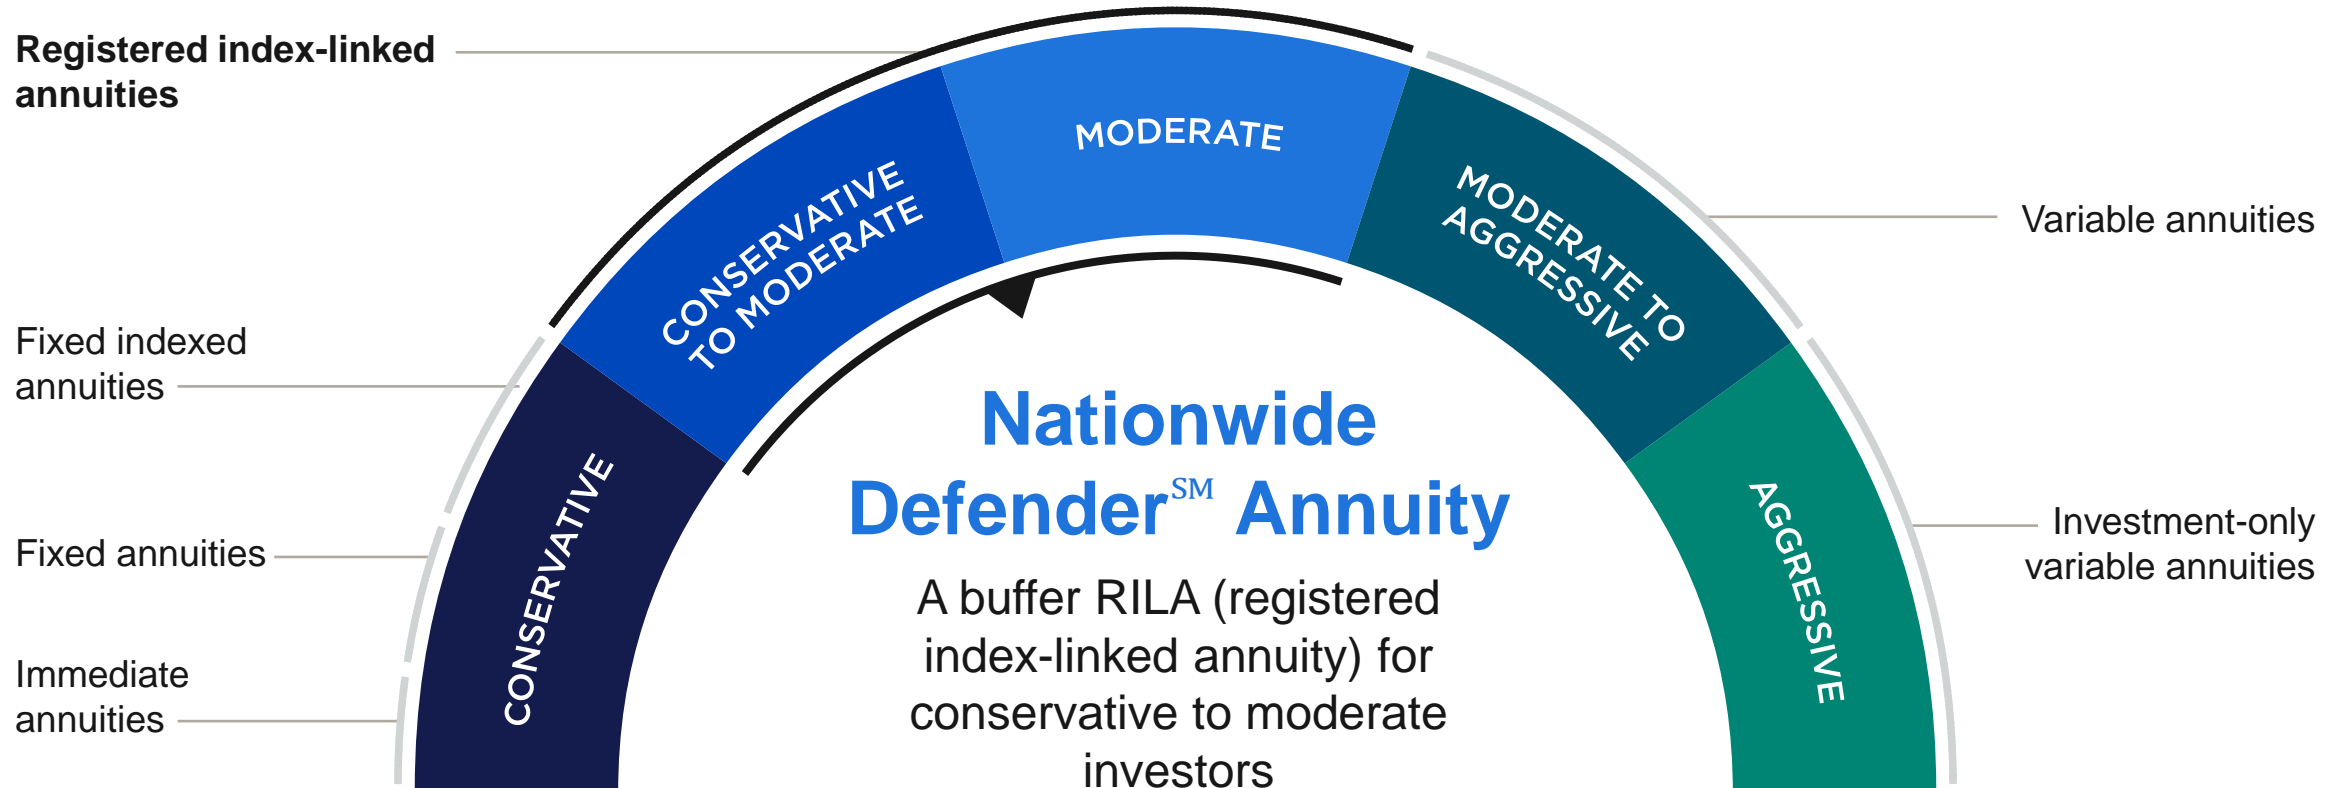 Registered index-linked
annuities
Fixed indexed
annuities
Fixed annuities
Immediate
annuities
CONSERVATIVE
CONSERVATIVE
TO MODERATE
MODERATE
MODERATE TO
AGGRESSIVE
AGGRESSIVE
Variable annuities
Investment-only
variable annuities
Nationwide
Defender℠ Annuity
A buffer RILA (registered
index-linked annuity) for
conservative to moderate
investors